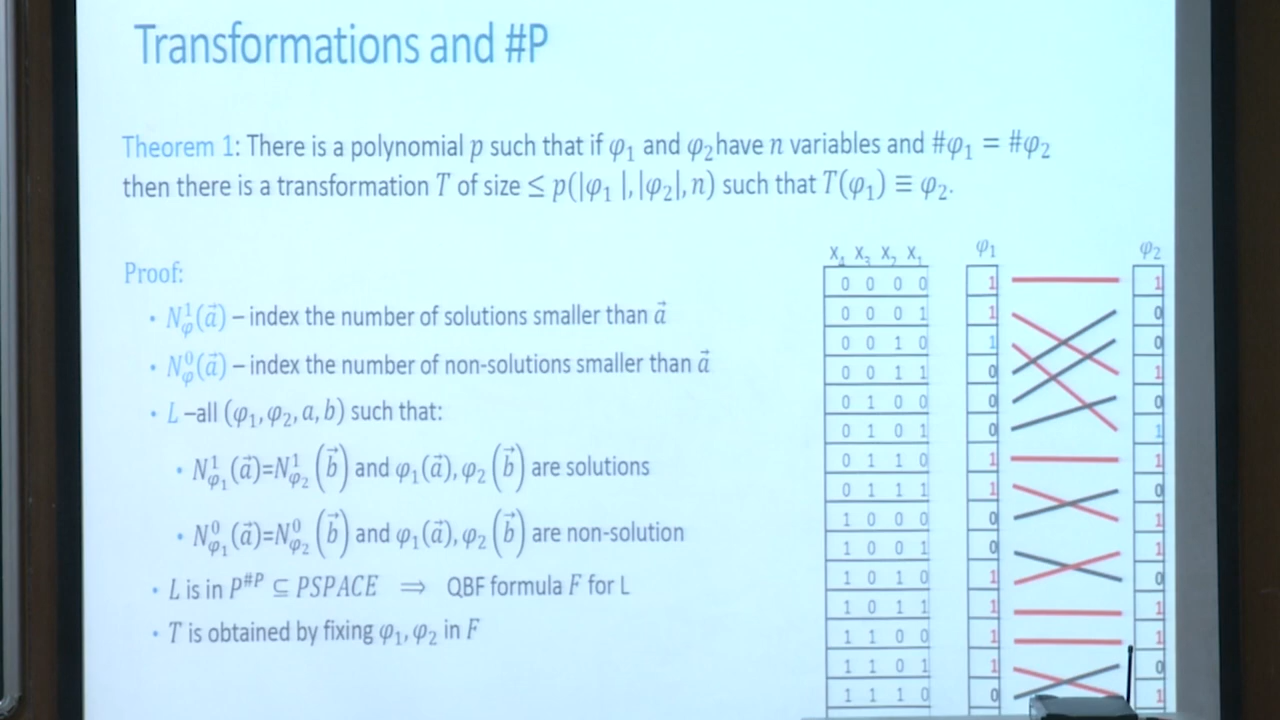 Transformations and #P
Theorem 1: There is a polynomial p such that if φ₁ and φ₂ have n variables and #φ₁ = #φ₂
then there is a transformation T of size ≤ p(|φ₁ |, |φ₂|, n) such that T(φ₁) ≡ φ₂.
Proof:
• N¹_φ(a⃗) – index the number of solutions smaller than a⃗
• N⁰_φ(a⃗) – index the number of non-solutions smaller than a⃗
• L –all (φ₁, φ₂, a, b) such that:
• N¹_φ₁(a⃗)=N¹_φ₂(b⃗) and φ₁(a⃗), φ₂(b⃗) are solutions
• N⁰_φ₁(a⃗)=N⁰_φ₂(b⃗) and φ₁(a⃗), φ₂(b⃗) are non-solution
• L is in P^#P ⊆ PSPACE ⟹ QBF formula F for L
• T is obtained by fixing φ₁, φ₂ in F
X₄ X₃ X₂ X₁ φ₁ φ₂
0 0 0 0 1 1
0 0 0 1 1 0
0 0 1 0 1 0
0 0 1 1 0 1
0 1 0 0 0 0
0 1 0 1 0 1
0 1 1 0 1 1
0 1 1 1 1 0
1 0 0 0 0 1
1 0 0 1 0 1
1 0 1 0 1 0
1 0 1 1 1 1
1 1 0 0 1 1
1 1 0 1 1 0
1 1 1 0 0 1